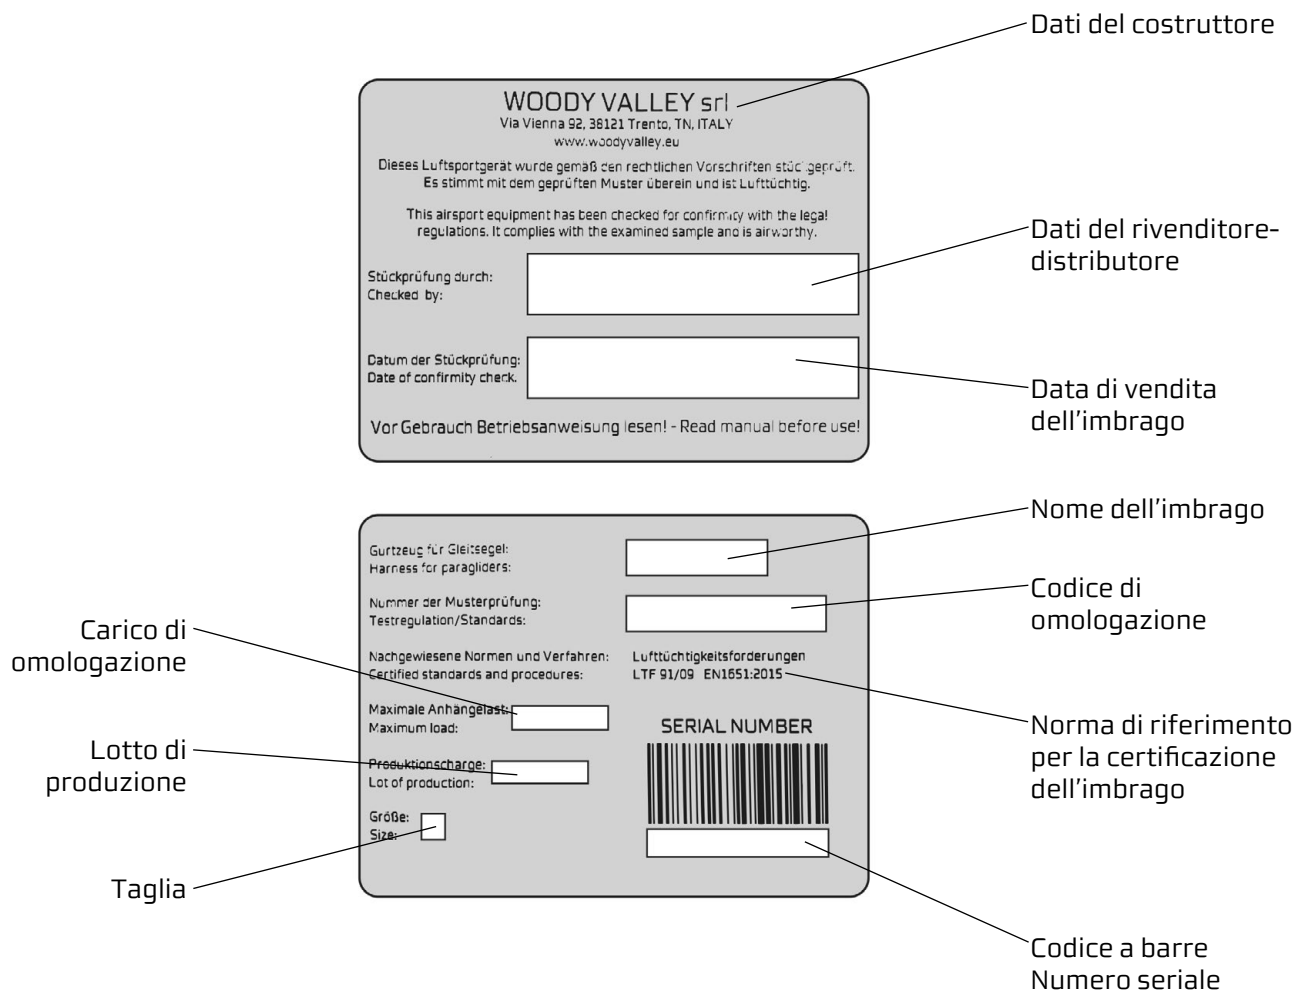 Dati del costruttore
WOODY VALLEY srl
Via Vienna 92, 38121 Trento, TN, ITALY
www.woodyvalley.eu
Dieses Luftsportgerät wurde gemäß den rechtlichen Vorschriften stückgeprüft.
Es stimmt mit dem geprüften Muster überein und ist Lufttüchtig.
This airsport equipment has been checked for confirmity with the legal
regulations. It complies with the examined sample and is airworthy.
Dati del rivenditore-
distributore
Stückprüfung durch:
Checked by:
Datum der Stückprüfung:
Date of confirmity check.
Data di vendita
dell'imbrago
Vor Gebrauch Betriebsanweisung lesen! - Read manual before use!
Nome dell'imbrago
Gurtzeug für Gleitsegel:
Harness for paragliders:
Codice di
omologazione
Nummer der Musterprüfung:
Testregulation/Standards:
Carico di
omologazione
Nachgewiesene Normen und Verfahren: Lufttüchtigkeitsforderungen
Certified standards and procedures: LTF 91/09 EN1651:2015
Maximale Anhängelast:
Maximum load:
SERIAL NUMBER
Norma di riferimento
per la certificazione
dell'imbrago
Lotto di
produzione
Produktionscharge:
Lot of production:
Größe:
Size:
Taglia
Codice a barre
Numero seriale